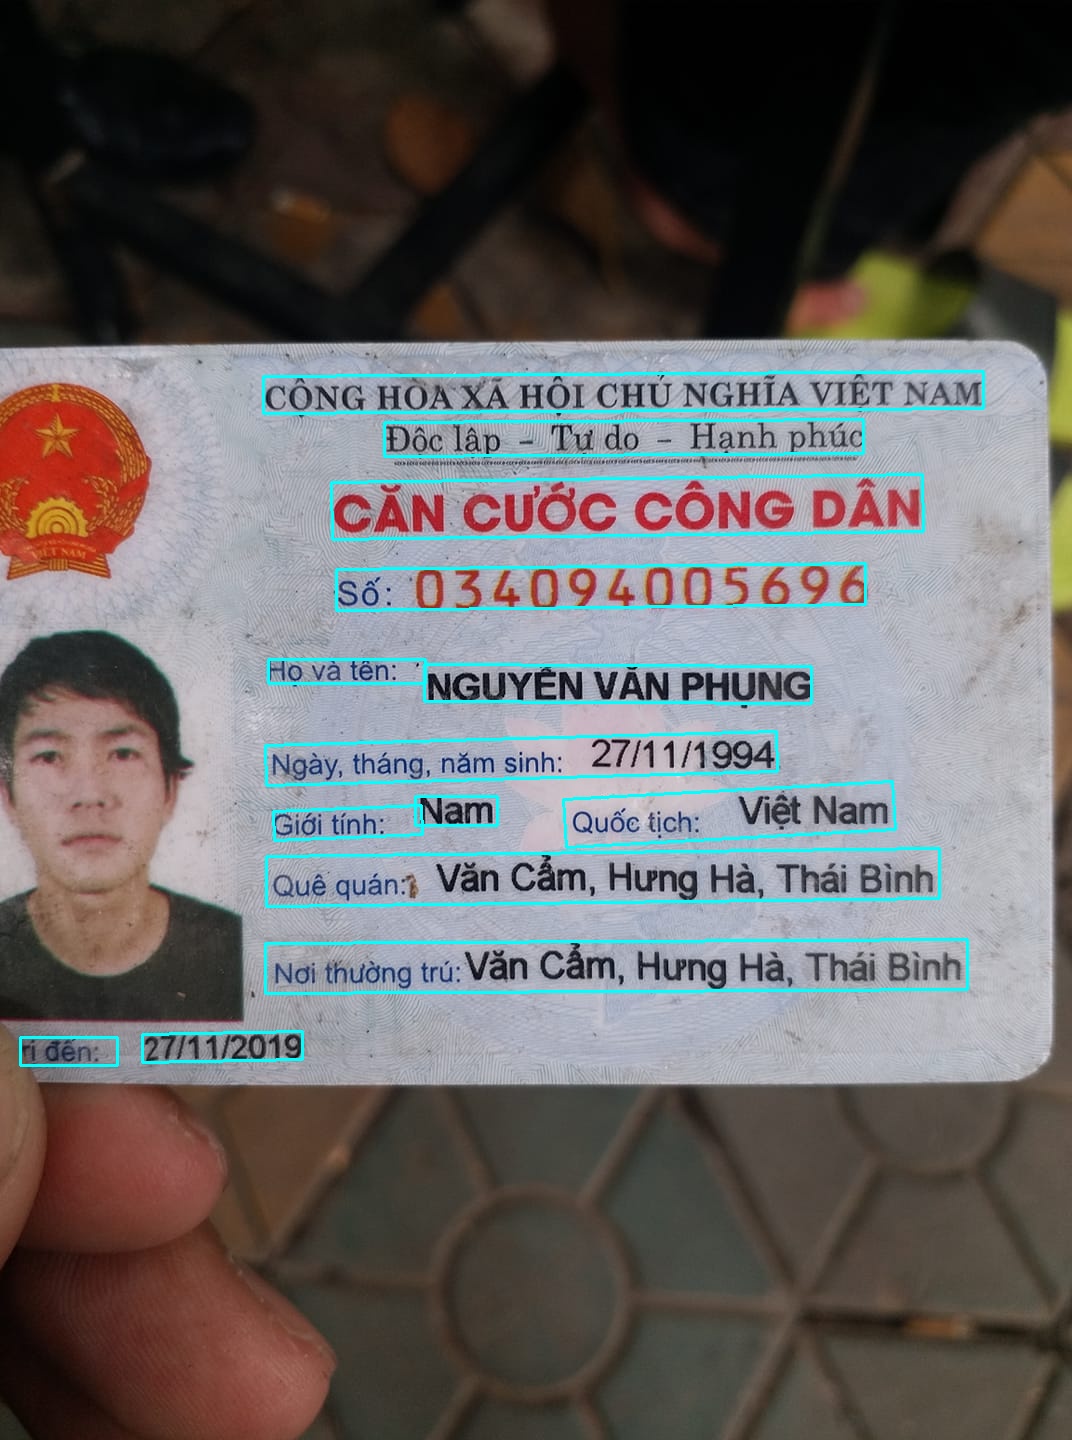 CỘNG HÒA XÃ HỘI CHỦ NGHĨA VIỆT NAM
Độc lập - Tự do - Hạnh phúc
CĂN CƯỚC CÔNG DÂN
Số: 034094005696
Họ và tên: NGUYỄN VĂN PHỤNG
Ngày, tháng, năm sinh: 27/11/1994
Giới tính: Nam Quốc tịch: Việt Nam
Quê quán: Văn Cẩm, Hưng Hà, Thái Bình
Nơi thường trú: Văn Cẩm, Hưng Hà, Thái Bình
đến: 27/11/2019